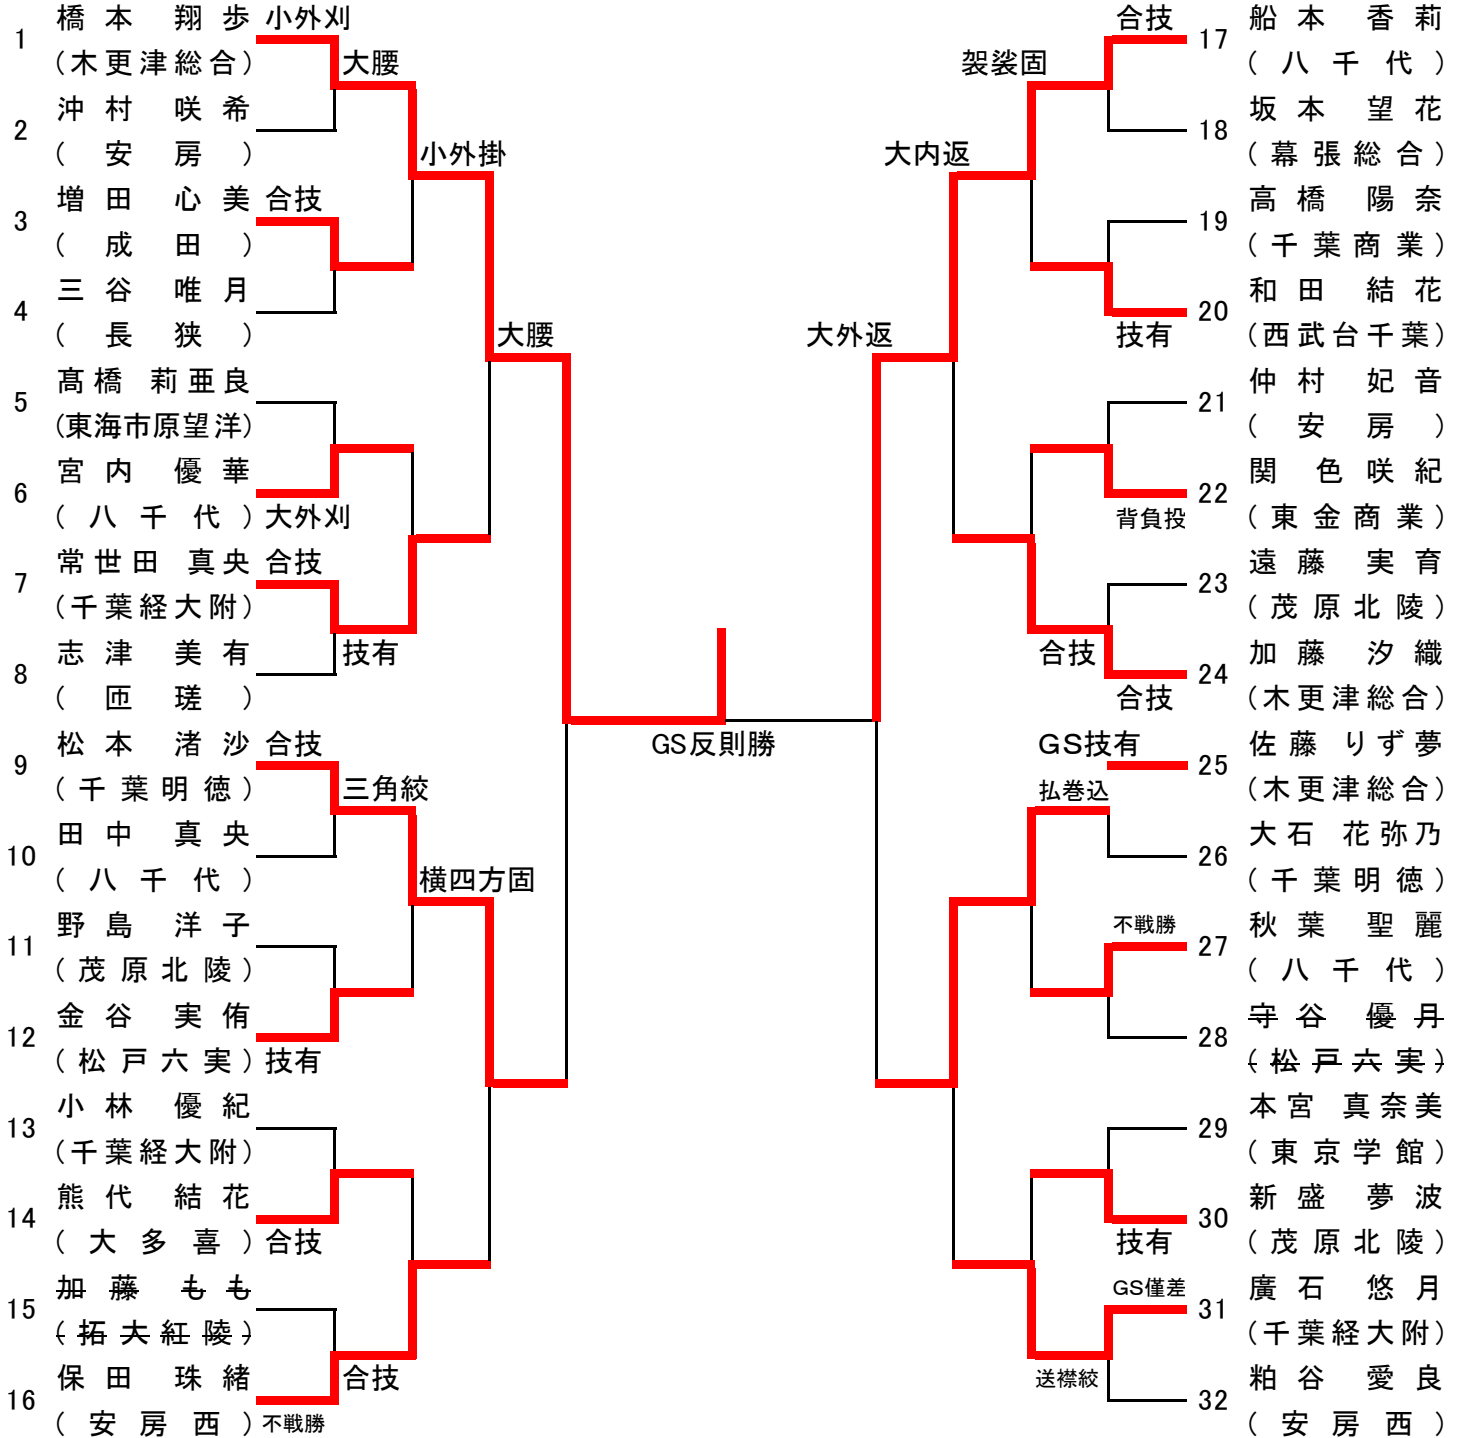 橋本 翔歩 小外刈
1
(木更津総合) 大腰
沖村 咲希
2
(安房) 小外掛
増田 心美 合技
3
(成田)
三谷 唯月
4
(長狭) 大腰
髙橋 莉亜良
5
(東海市原望洋)
宮内 優華
6
(八千代) 大外刈
常世田 真央 合技
7
(千葉経大附)
志津 美有 技有
8
(匝瑳)
松本 渚沙 合技
9
(千葉明徳) 三角絞
田中 真央
10
(八千代) 横四方固
野島 洋子
11
(茂原北陵)
金谷 実侑
12
(松戸六実) 技有
小林 優紀
13
(千葉経大附)
熊代 結花
14
(大多喜) 合技
加藤 もも
15
(拓大紅陵)
保田 珠緒 合技
16
(安房西) 不戦勝
GS反則勝
合技 船本 香莉
17
袈裟固 (八千代)
坂本 望花
18
大内返 (幕張総合)
高橋 陽奈
19
(千葉商業)
和田 結花
20
大外返 技有 (西武台千葉)
仲村 妃音
21
(安房)
関 色咲紀
22
背負投 (東金商業)
遠藤 実育
23
(茂原北陵)
合技 加藤 汐織
24
合技 (木更津総合)
GS技有 佐藤 りず夢
25
払巻込 (木更津総合)
大石 花弥乃
26
(千葉明徳)
不戦勝 秋葉 聖麗
27
(八千代)
守谷 優月
28
(松戸六実)
本宮 真奈美
29
(東京学館)
新盛 夢波
30
技有 (茂原北陵)
GS僅差 廣石 悠月
31
(千葉経大附)
送襟絞 粕谷 愛良
32
(安房西)